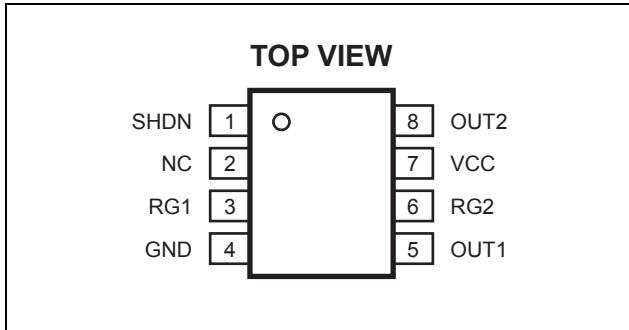 TOP VIEW
SHDN 1 8 OUT2
NC 2 7 VCC
RG1 3 6 RG2
GND 4 5 OUT1